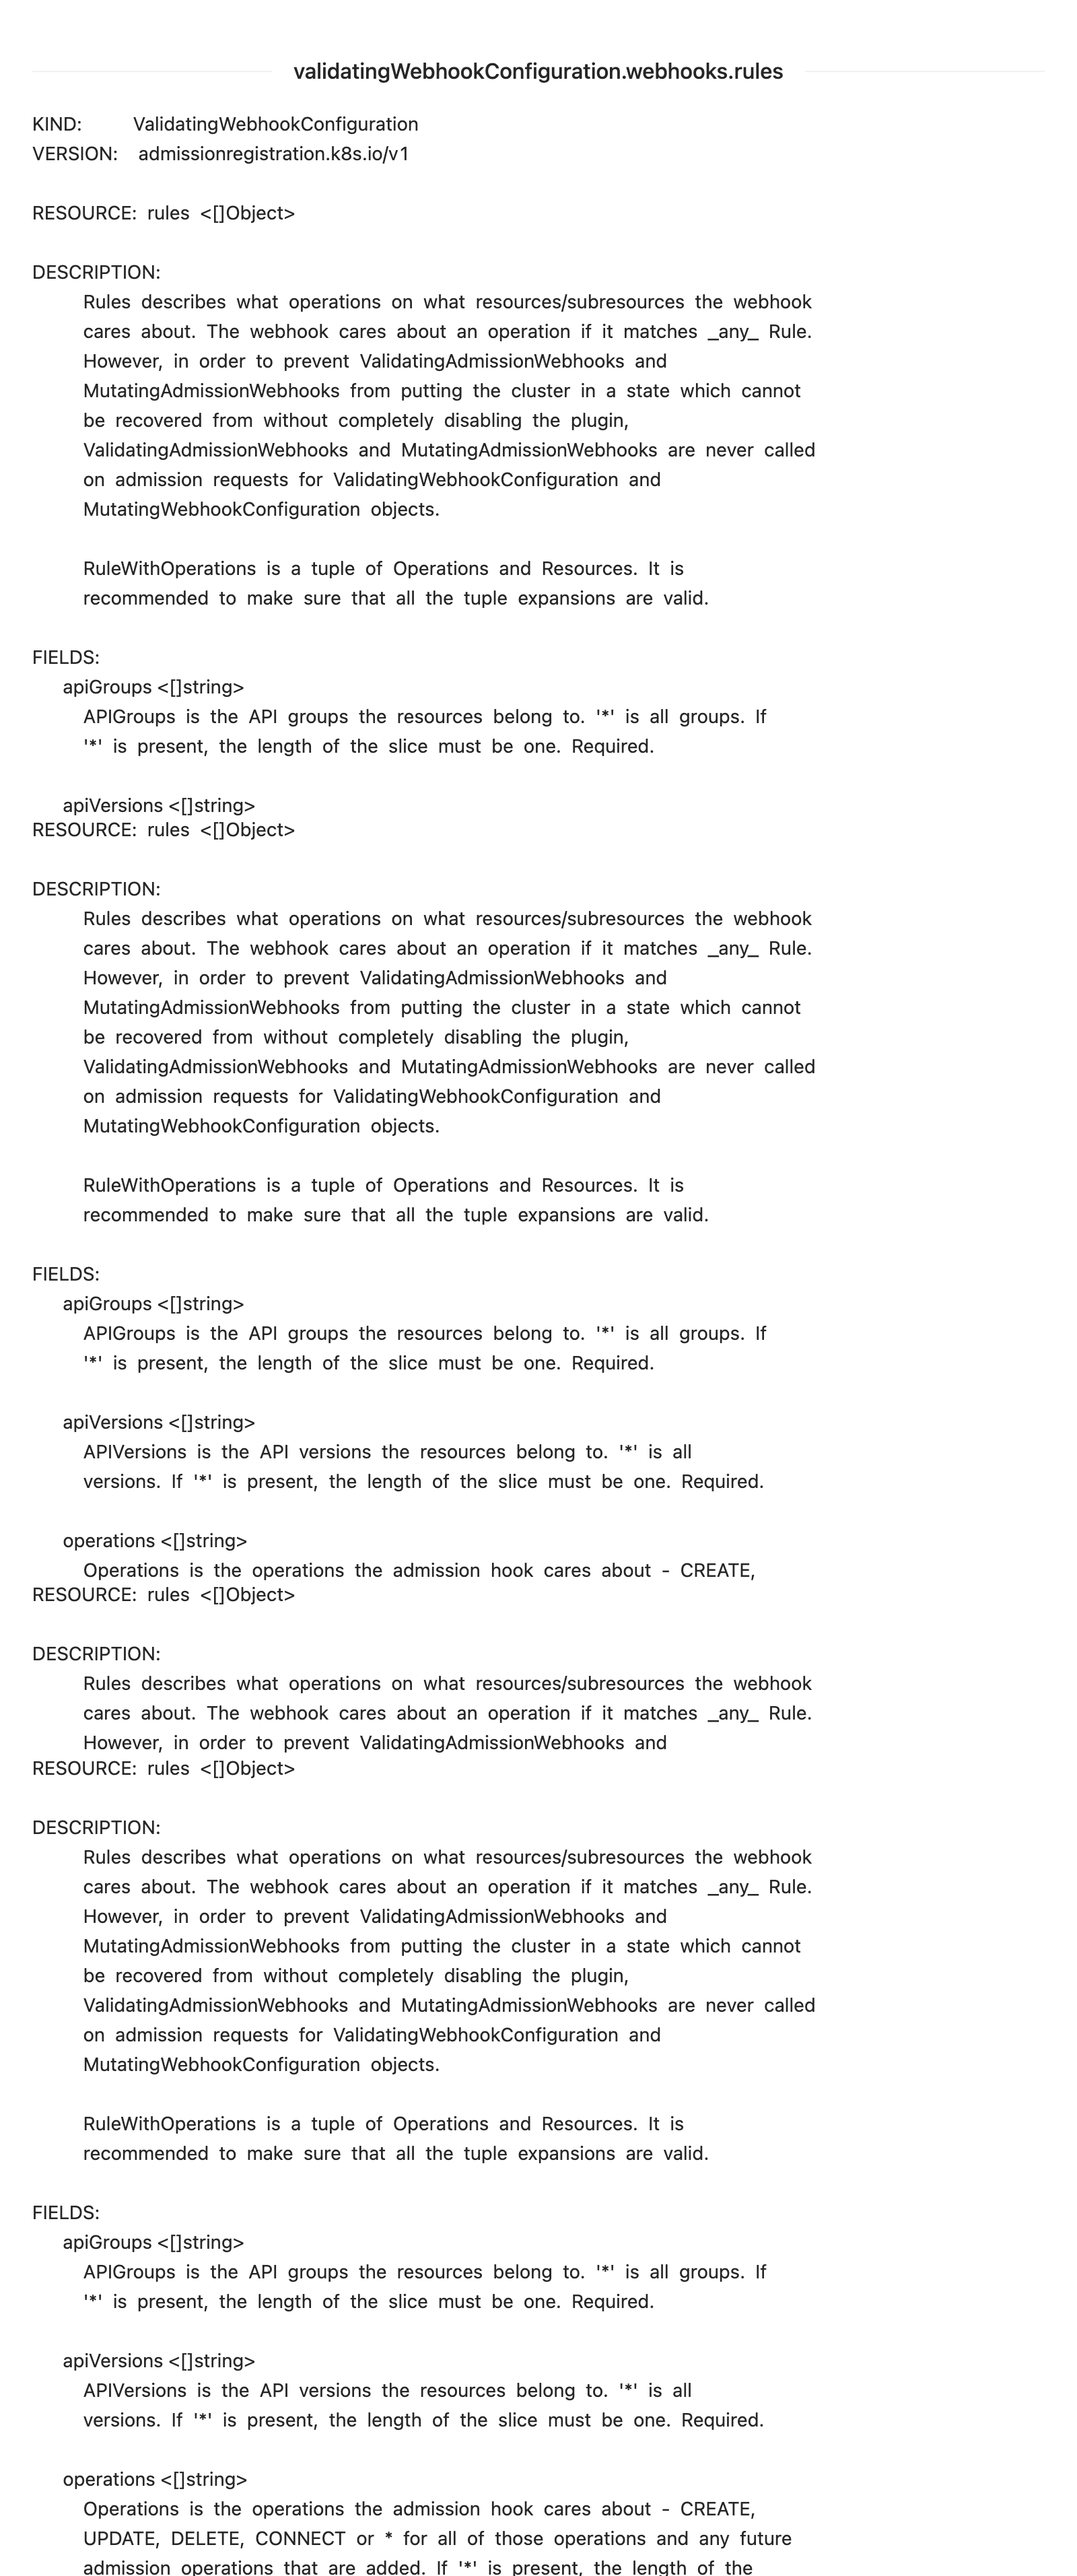 validatingWebhookConfiguration.webhooks.rules
KIND: ValidatingWebhookConfiguration
VERSION: admissionregistration.k8s.io/v1
RESOURCE: rules <[]Object>
DESCRIPTION:
Rules describes what operations on what resources/subresources the webhook
cares about. The webhook cares about an operation if it matches _any_ Rule.
However, in order to prevent ValidatingAdmissionWebhooks and
MutatingAdmissionWebhooks from putting the cluster in a state which cannot
be recovered from without completely disabling the plugin,
ValidatingAdmissionWebhooks and MutatingAdmissionWebhooks are never called
on admission requests for ValidatingWebhookConfiguration and
MutatingWebhookConfiguration objects.
RuleWithOperations is a tuple of Operations and Resources. It is
recommended to make sure that all the tuple expansions are valid.
FIELDS:
apiGroups <[]string>
APIGroups is the API groups the resources belong to. '*' is all groups. If
'*' is present, the length of the slice must be one. Required.
apiVersions <[]string>
RESOURCE: rules <[]Object>
DESCRIPTION:
Rules describes what operations on what resources/subresources the webhook
cares about. The webhook cares about an operation if it matches _any_ Rule.
However, in order to prevent ValidatingAdmissionWebhooks and
MutatingAdmissionWebhooks from putting the cluster in a state which cannot
be recovered from without completely disabling the plugin,
ValidatingAdmissionWebhooks and MutatingAdmissionWebhooks are never called
on admission requests for ValidatingWebhookConfiguration and
MutatingWebhookConfiguration objects.
RuleWithOperations is a tuple of Operations and Resources. It is
recommended to make sure that all the tuple expansions are valid.
FIELDS:
apiGroups <[]string>
APIGroups is the API groups the resources belong to. '*' is all groups. If
'*' is present, the length of the slice must be one. Required.
apiVersions <[]string>
APIVersions is the API versions the resources belong to. '*' is all
versions. If '*' is present, the length of the slice must be one. Required.
operations <[]string>
Operations is the operations the admission hook cares about - CREATE,
RESOURCE: rules <[]Object>
DESCRIPTION:
Rules describes what operations on what resources/subresources the webhook
cares about. The webhook cares about an operation if it matches _any_ Rule.
However, in order to prevent ValidatingAdmissionWebhooks and
RESOURCE: rules <[]Object>
DESCRIPTION:
Rules describes what operations on what resources/subresources the webhook
cares about. The webhook cares about an operation if it matches _any_ Rule.
However, in order to prevent ValidatingAdmissionWebhooks and
MutatingAdmissionWebhooks from putting the cluster in a state which cannot
be recovered from without completely disabling the plugin,
ValidatingAdmissionWebhooks and MutatingAdmissionWebhooks are never called
on admission requests for ValidatingWebhookConfiguration and
MutatingWebhookConfiguration objects.
RuleWithOperations is a tuple of Operations and Resources. It is
recommended to make sure that all the tuple expansions are valid.
FIELDS:
apiGroups <[]string>
APIGroups is the API groups the resources belong to. '*' is all groups. If
'*' is present, the length of the slice must be one. Required.
apiVersions <[]string>
APIVersions is the API versions the resources belong to. '*' is all
versions. If '*' is present, the length of the slice must be one. Required.
operations <[]string>
Operations is the operations the admission hook cares about - CREATE,
UPDATE, DELETE, CONNECT or * for all of those operations and any future
admission operations that are added. If '*' is present, the length of the